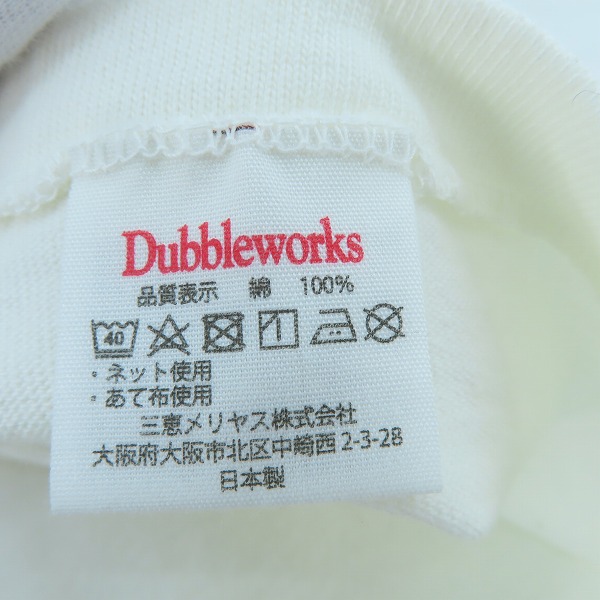 Dubbleworks
品質表示 綿 100%
40
・ネット使用
・あて布使用
三恵メリヤス株式会社
大阪府大阪市北区中崎西2-3-28
日本製